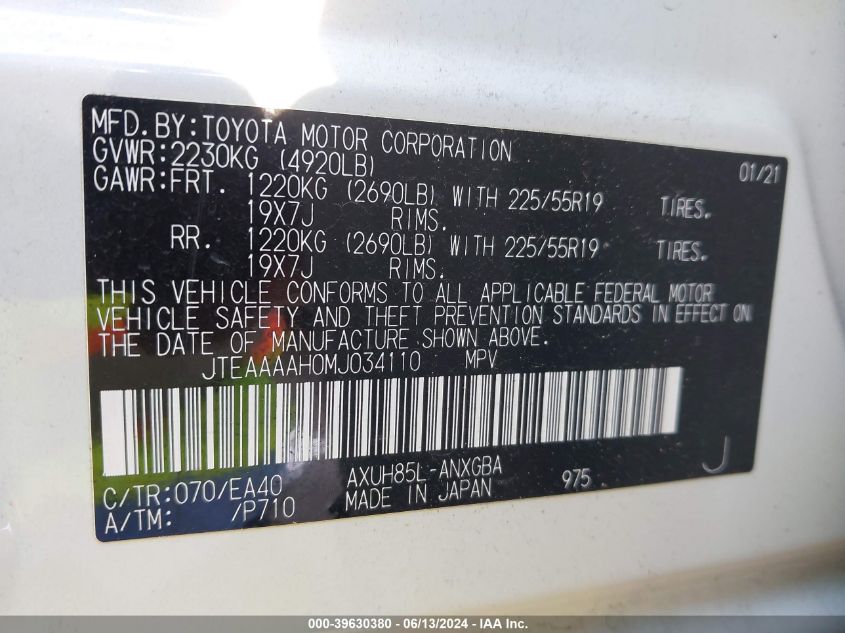 MFD.BY:TOYOTA MOTOR CORPORATION 01/21
GVWR:2230KG (4920LB)
GAWR:FRT. 1220KG (2690LB) WITH 225/55R19 TIRES.
19X7J RIMS.
RR. 1220KG (2690LB) WITH 225/55R19 TIRES.
19X7J RIMS.
THIS VEHICLE CONFORMS TO ALL APPLICABLE FEDERAL MOTOR
VEHICLE SAFETY AND THEFT PREVENTION STANDARDS IN EFFECT ON
THE DATE OF MANUFACTURE SHOWN ABOVE.
JTEAAAAH0MJ034110 MPV
J
AXUH85L-ANXGBA
C/TR:070/EA40 MADE IN JAPAN 975
A/TM: /P710
000-39630380 - 06/13/2024 - IAA Inc.